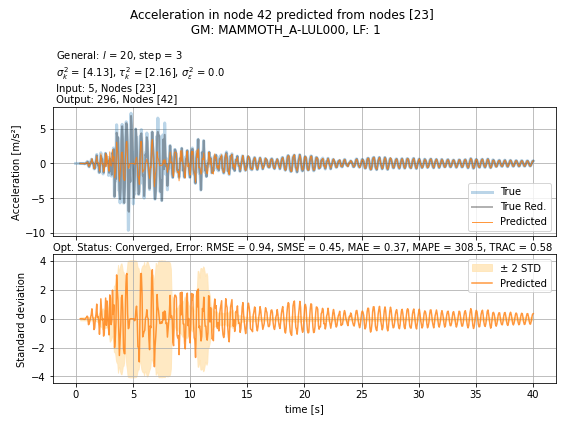 Acceleration in node 42 predicted from nodes [23]
GM: MAMMOTH_A-LUL000, LF: 1
General: l = 20, step = 3
σ²ₖ = [4.13], τ²ₖ = [2.16], σ²ε = 0.0
Input: 5, Nodes [23]
Output: 296, Nodes [42]
Acceleration [m/s²]
5
0
−5
−10
True
True Red.
Predicted
Opt. Status: Converged, Error: RMSE = 0.94, SMSE = 0.45, MAE = 0.37, MAPE = 308.5, TRAC = 0.58
Standard deviation
4
2
0
−2
−4
± 2 STD
Predicted
0 5 10 15 20 25 30 35 40
time [s]